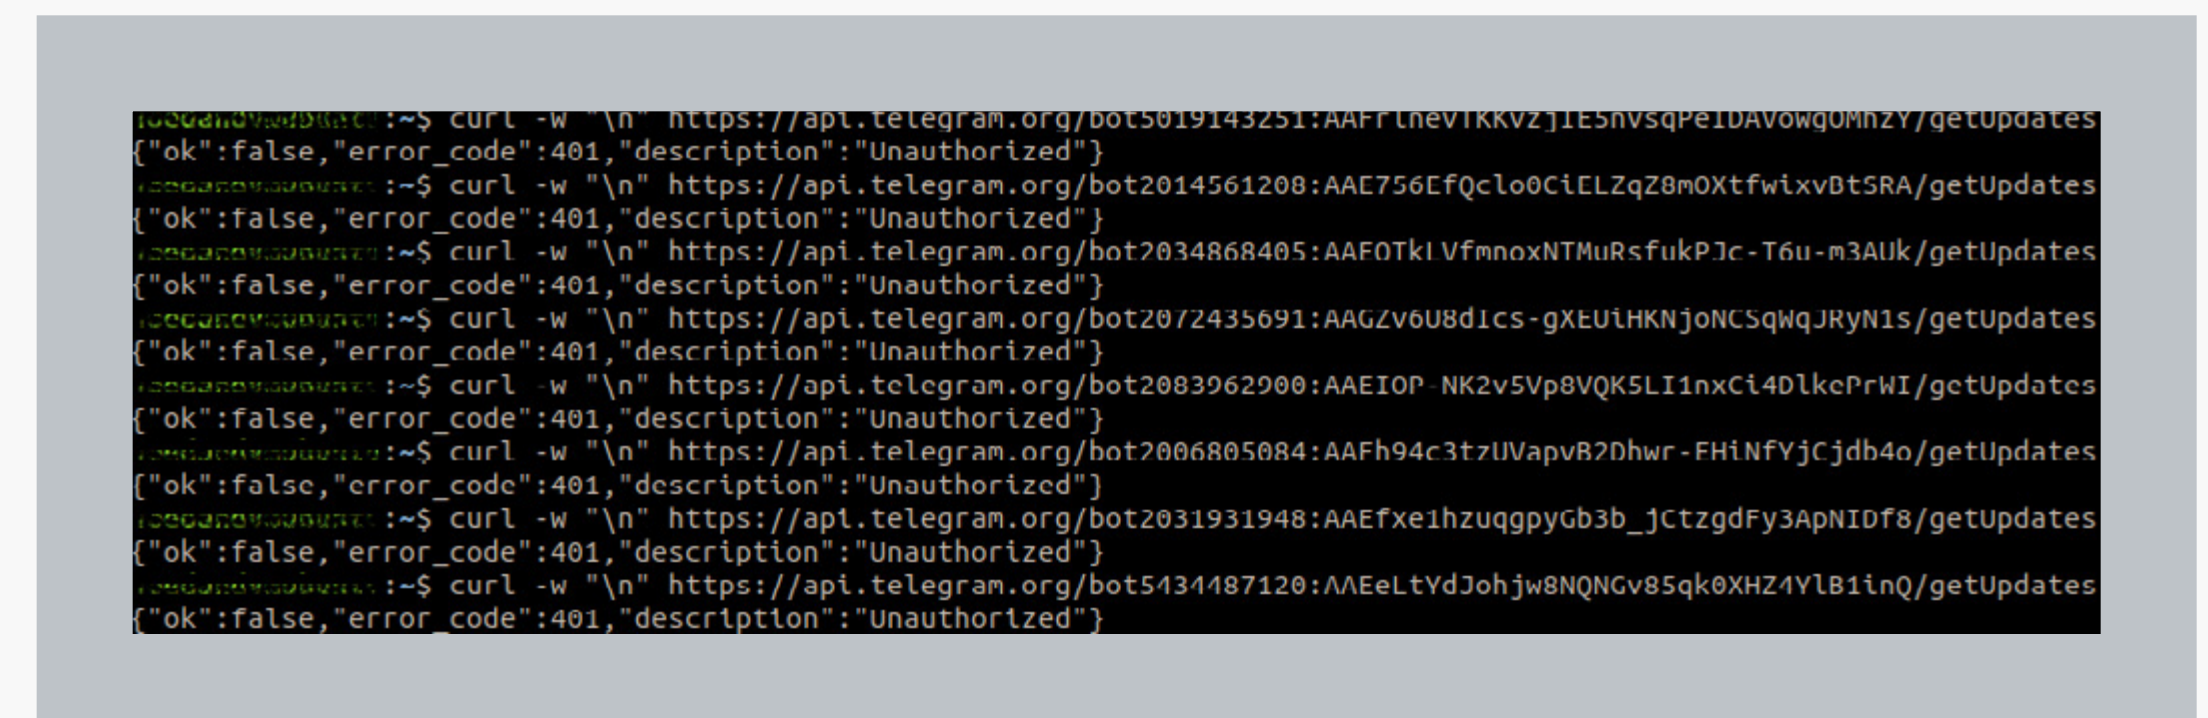 :~$ curl -w "\n" https://api.telegram.org/bot5019143251:AAFrlnevTKKvzjIE5nvsqPeIDAVoWgOMhzY/getUpdates
{"ok":false,"error_code":401,"description":"Unauthorized"}
:~$ curl -w "\n" https://api.telegram.org/bot2014561208:AAE756EfQclo0CiELZqZ8mOXtfwixvBtSRA/getUpdates
{"ok":false,"error_code":401,"description":"Unauthorized"}
:~$ curl -w "\n" https://api.telegram.org/bot2034868405:AAEOTkLVfmnoxNTMuRsfukPJc-T6u-m3AUk/getUpdates
{"ok":false,"error_code":401,"description":"Unauthorized"}
:~$ curl -w "\n" https://api.telegram.org/bot2072435691:AAGZv6U8dIcs-gXEUiHKNjoNCSqWqJRyN1s/getUpdates
{"ok":false,"error_code":401,"description":"Unauthorized"}
:~$ curl -w "\n" https://api.telegram.org/bot2083962900:AAEIOP-NK2v5Vp8VQK5LI1nxCi4DlkePrWI/getUpdates
{"ok":false,"error_code":401,"description":"Unauthorized"}
:~$ curl -w "\n" https://api.telegram.org/bot2006805084:AAFh94c3tzUVapvB2Dhwr-EHiNfYjCjdb4o/getUpdates
{"ok":false,"error_code":401,"description":"Unauthorized"}
:~$ curl -w "\n" https://api.telegram.org/bot2031931948:AAEfxe1hzuqgpyGb3b_jCtzgdFy3ApNIDf8/getUpdates
{"ok":false,"error_code":401,"description":"Unauthorized"}
:~$ curl -w "\n" https://api.telegram.org/bot5434487120:AAEeLtYdJohjw8NQNGv85qk0XHZ4YlB1inQ/getUpdates
{"ok":false,"error_code":401,"description":"Unauthorized"}